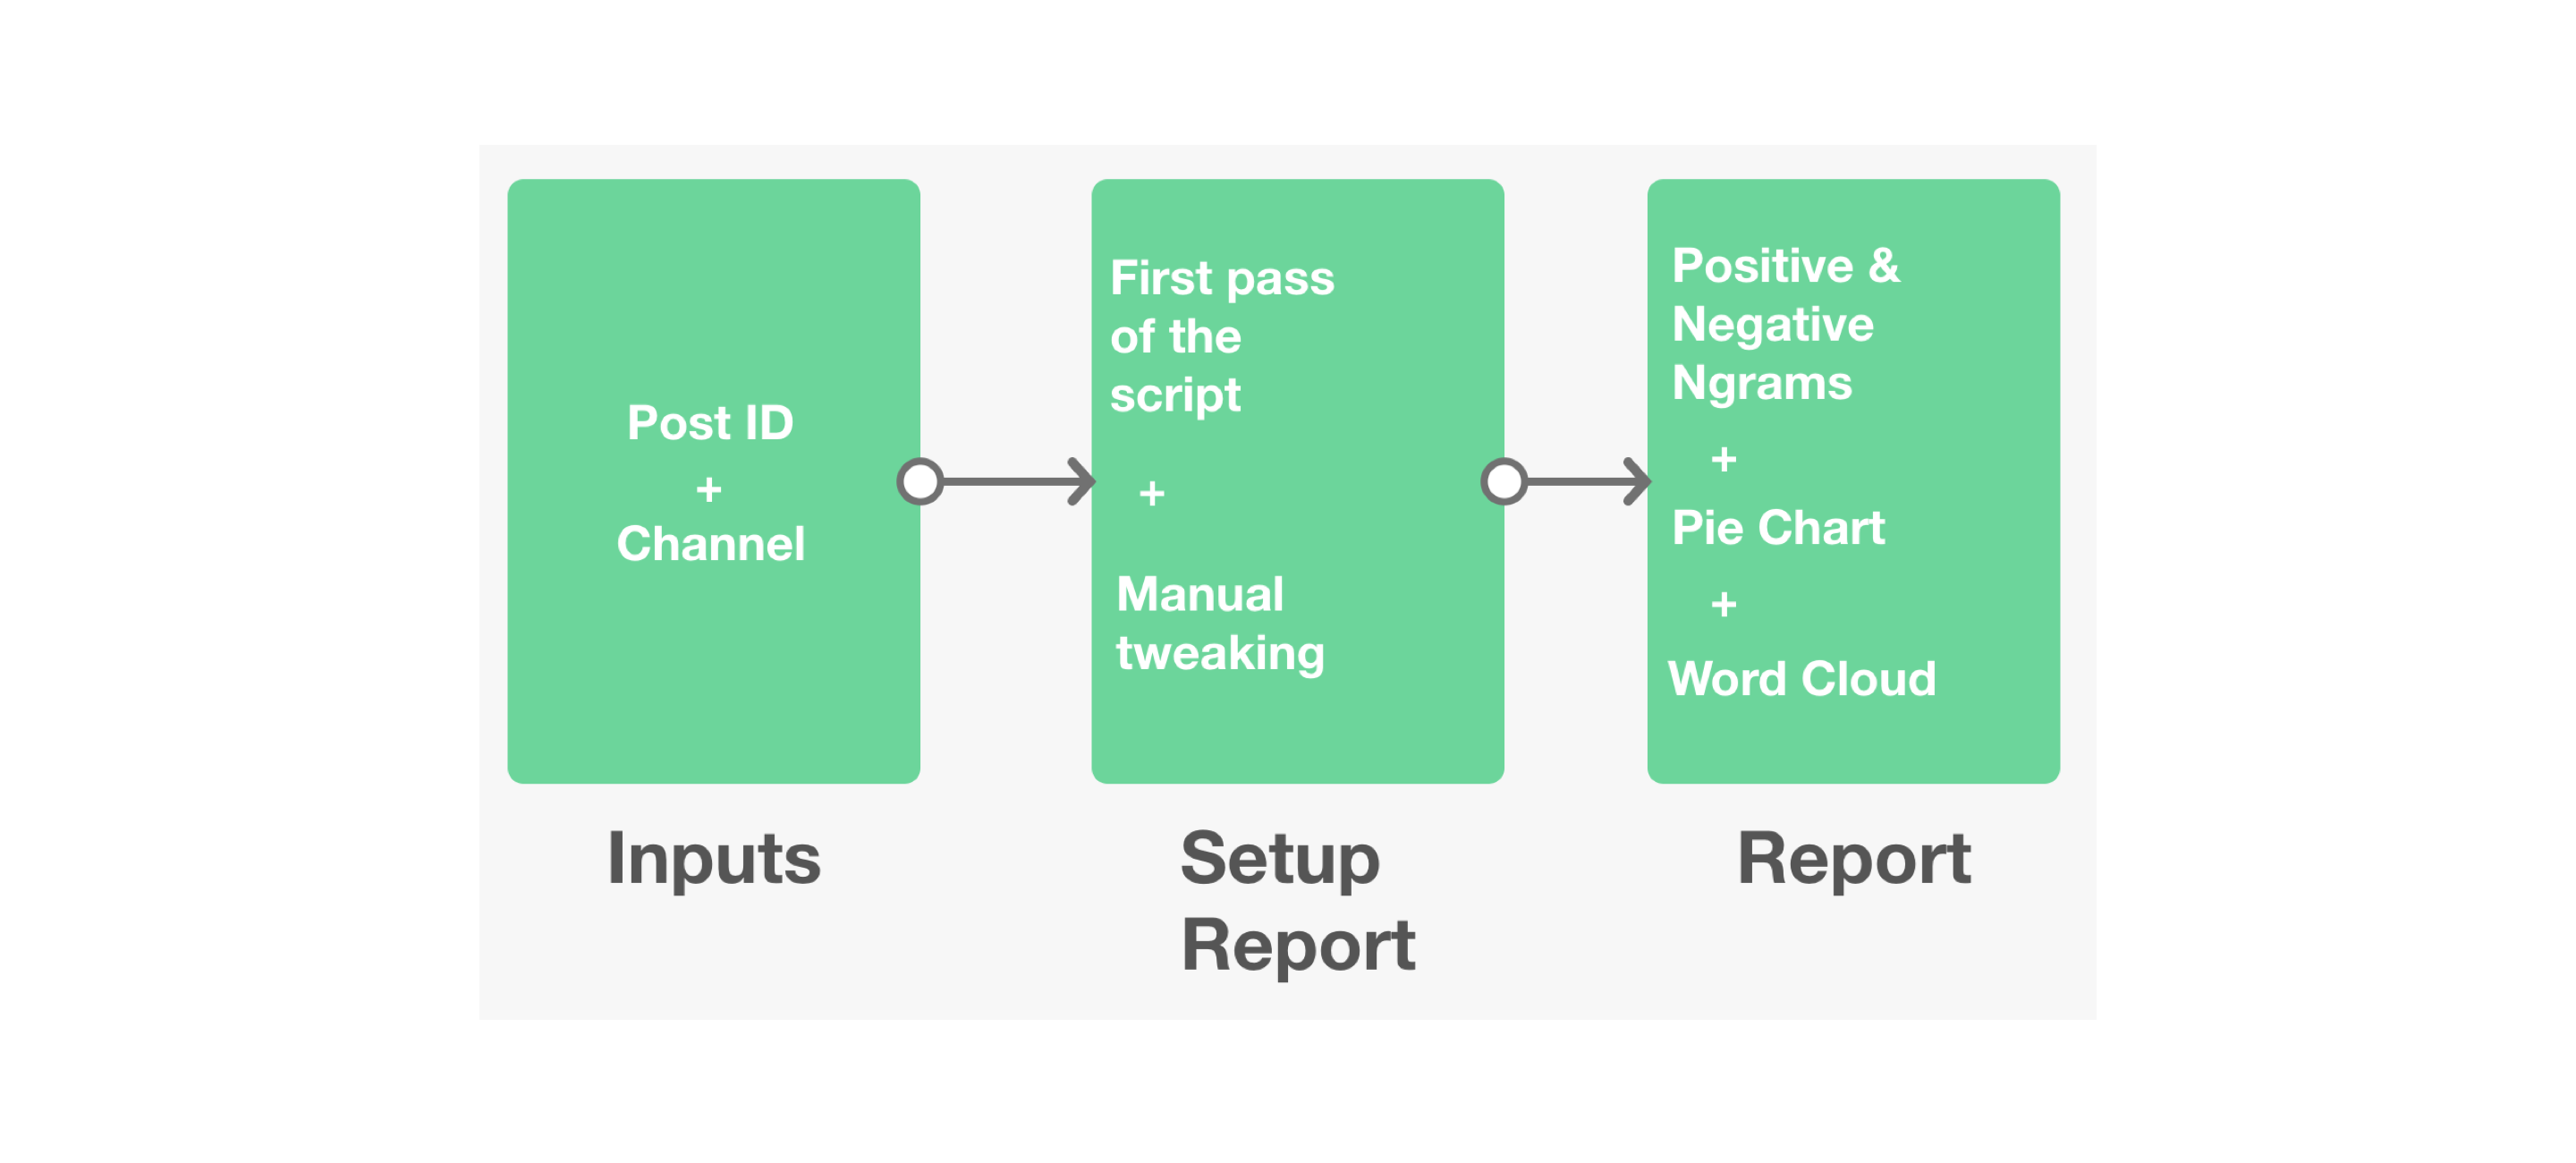 Post ID
+
Channel
Inputs
First pass
of the
script
+
Manual
tweaking
Setup
Report
Positive &
Negative
Ngrams
+
Pie Chart
+
Word Cloud
Report